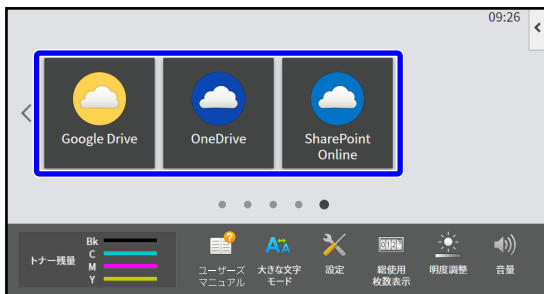 09:26
Google Drive
OneDrive
SharePoint
Online
トナー残量
Bk
C
M
Y
ユーザーズ
マニュアル
大きな文字
モード
設定
総使用
枚数表示
明度調整
音量